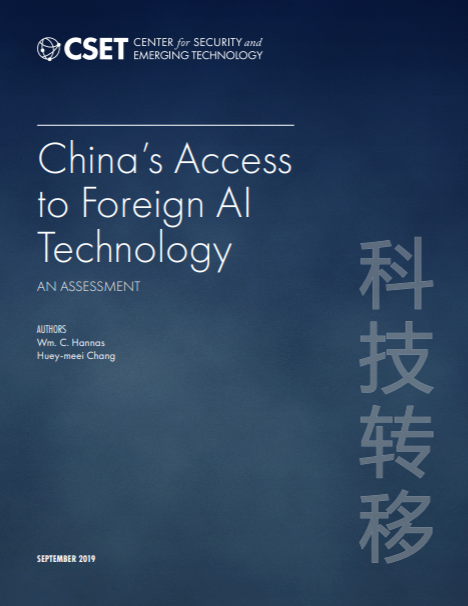 CSET CENTER for SECURITY and
EMERGING TECHNOLOGY
China's Access
to Foreign AI
Technology
AN ASSESSMENT
AUTHORS
Wm. C. Hannas
Huey-meei Chang
科技转移
SEPTEMBER 2019